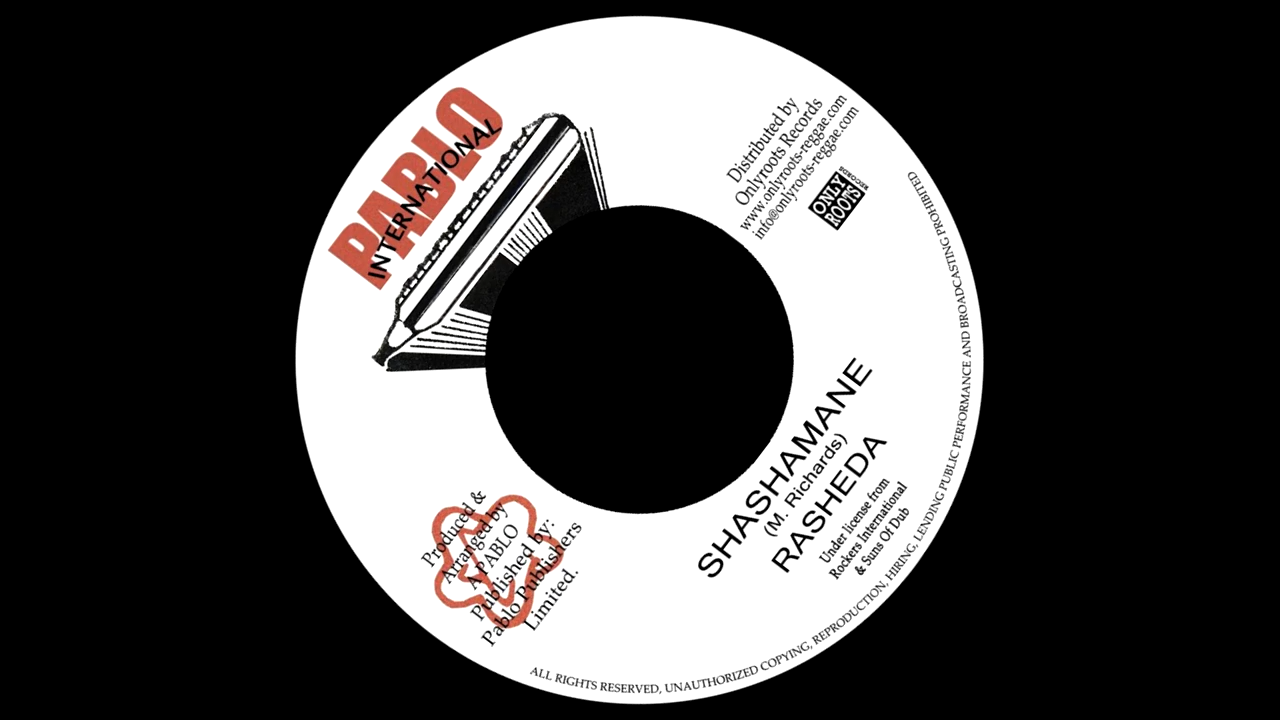 PABLO
INTERNATIONAL
Distributed by
Onlyroots Records
www.onlyroots-reggae.com
info@onlyroots-reggae.com
ONLY
ROOTS
RECORDS
RECORDS
SHASHAMANE
(M. Richards)
RASHEDA
Under license from
Rockers International
& Suns Of Dub
Produced &
Arranged by
A PABLO
Published by:
Pablo Publishers
Limited.
ALL RIGHTS RESERVED, UNAUTHORIZED COPYING, REPRODUCTION, HIRING, LENDING PUBLIC PERFORMANCE AND BROADCASTING PROHIBITED